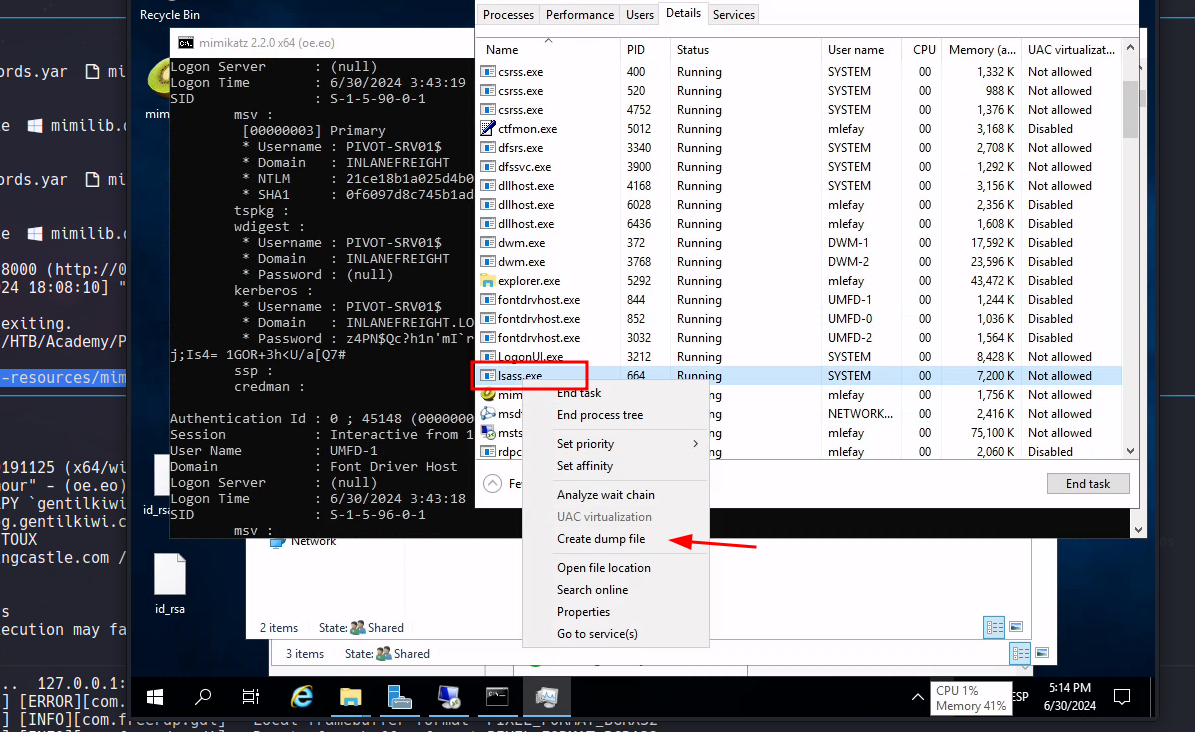 Recycle Bin
ords.yar
mi
e
mimilib.
ords.yar
mi
e
mimilib.
8000 (http://0
024 18:08:10] "
exiting.
/HTB/Academy/P
-resources/mim
0191125 (x64/wi
our" - (oe.eo)
PY `gentilkiwi
g.gentilkiwi.c
TOUX
ingcastle.com /
s
ecution may fa
.. 127.0.0.1:
] [ERROR][com.
] [INFO][com.freerdp.gdi] - Local framebuffer format PIXEL_FORMAT_BGRX32
mim
id_rsa
id_rsa
mimikatz 2.2.0 x64 (oe.eo)
Logon Server : (null)
Logon Time : 6/30/2024 3:43:19
SID : S-1-5-90-0-1
msv :
[00000003] Primary
* Username : PIVOT-SRV01$
* Domain : INLANEFREIGHT
* NTLM : 21ce18b1a025d4b0
* SHA1 : 0f6097d8c745b1ad
tspkg :
wdigest :
* Username : PIVOT-SRV01$
* Domain : INLANEFREIGHT
* Password : (null)
kerberos :
* Username : PIVOT-SRV01$
* Domain : INLANEFREIGHT.LO
* Password : z4PN$Qc?h1n'mI`r
j;Is4= 1GOR+3h<U/a[Q7#
ssp :
credman :
Authentication Id : 0 ; 45148 (0000000
Session : Interactive from 1
User Name : UMFD-1
Domain : Font Driver Host
Logon Server : (null)
Logon Time : 6/30/2024 3:43:18
SID : S-1-5-96-0-1
msv :
Processes Performance Users Details Services
Name PID Status User name CPU Memory (a... UAC virtualizat...
csrss.exe 400 Running SYSTEM 00 1,332 K Not allowed
csrss.exe 520 Running SYSTEM 00 988 K Not allowed
csrss.exe 4752 Running SYSTEM 00 1,376 K Not allowed
ctfmon.exe 5012 Running mlefay 00 3,168 K Disabled
dfsrs.exe 3340 Running SYSTEM 00 2,708 K Not allowed
dfssvc.exe 3900 Running SYSTEM 00 1,292 K Not allowed
dllhost.exe 4168 Running SYSTEM 00 3,156 K Not allowed
dllhost.exe 6028 Running mlefay 00 2,356 K Disabled
dllhost.exe 6436 Running mlefay 00 1,608 K Disabled
dwm.exe 372 Running DWM-1 00 17,592 K Disabled
dwm.exe 3768 Running DWM-2 00 23,596 K Disabled
explorer.exe 5292 Running mlefay 00 43,472 K Disabled
fontdrvhost.exe 844 Running UMFD-1 00 1,244 K Disabled
fontdrvhost.exe 852 Running UMFD-0 00 1,036 K Disabled
fontdrvhost.exe 3032 Running UMFD-2 00 1,564 K Disabled
LogonUI.exe 3212 Running SYSTEM 00 8,428 K Not allowed
lsass.exe 664 Running SYSTEM 00 7,200 K Not allowed
mim ng mlefay 00 1,756 K Not allowed
msd ng NETWORK... 00 2,416 K Not allowed
msts ng mlefay 00 75,100 K Not allowed
rdpc ng mlefay 00 2,060 K Disabled
Fe
End task
End task
End process tree
Set priority
Set affinity
Analyze wait chain
UAC virtualization
Create dump file
Open file location
Search online
Properties
Go to service(s)
Network
2 items State: Shared
3 items State: Shared
CPU 1%
Memory 41%
ESP
5:14 PM
6/30/2024